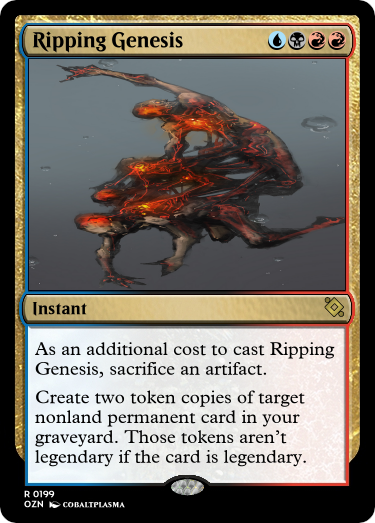 Ripping Genesis
Instant
As an additional cost to cast Ripping
Genesis, sacrifice an artifact.
Create two token copies of target
nonland permanent card in your
graveyard. Those tokens aren't
legendary if the card is legendary.
R 0199
OZN COBALTPLASMA